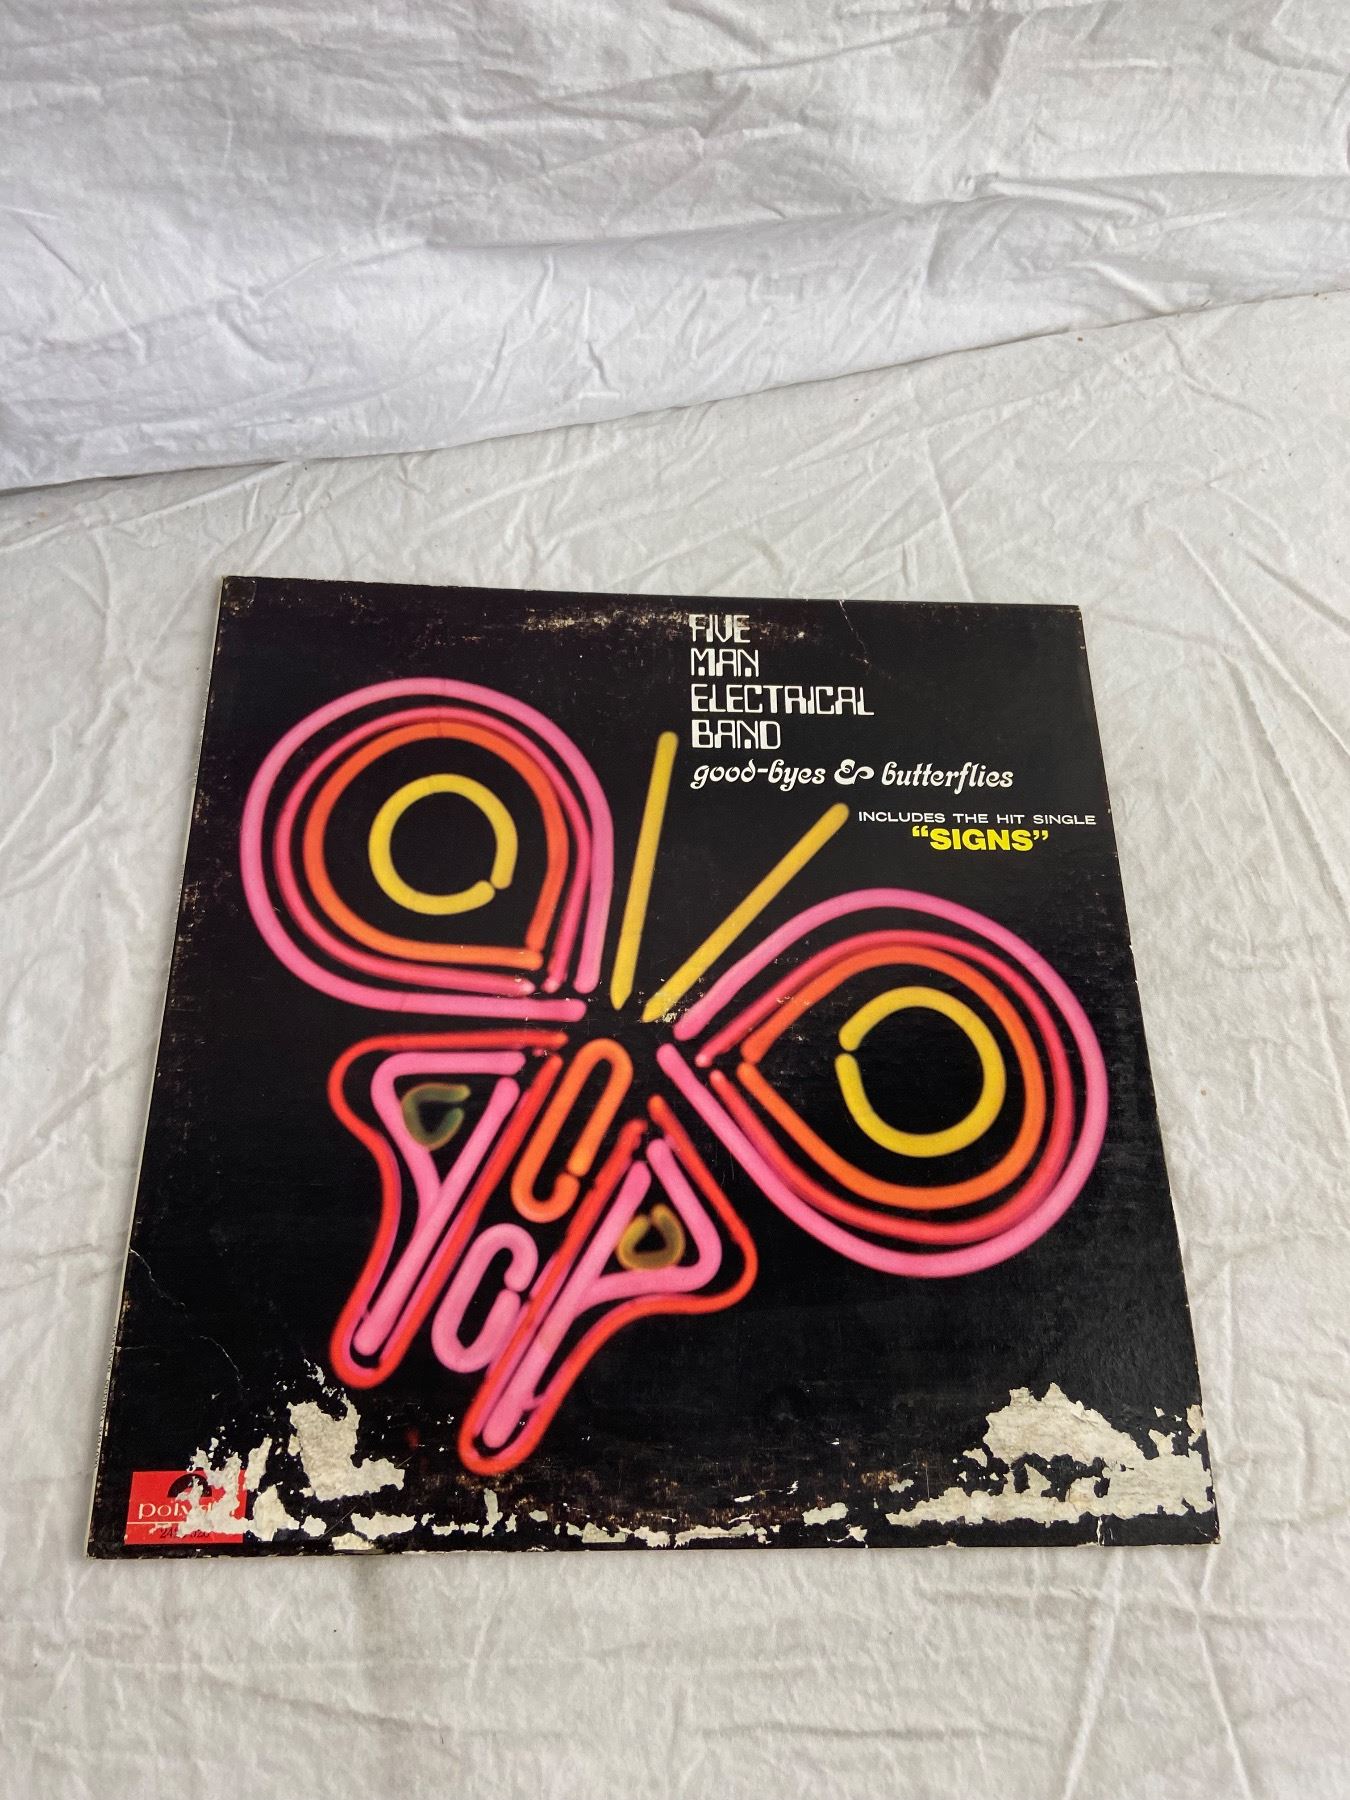 FIVE
MAN
ELECTRICAL
BAND
good-byes & butterflies
INCLUDES THE HIT SINGLE
"SIGNS"